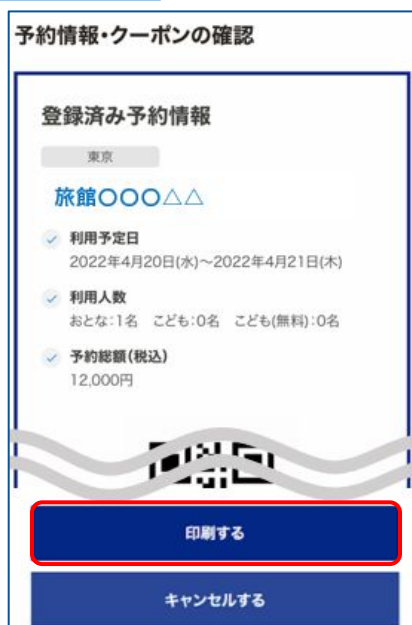 予約情報・クーポンの確認
登録済み予約情報
東京
旅館〇〇〇△△
利用予定日
2022年4月20日(水)～2022年4月21日(木)
利用人数
おとな：1名　こども：0名　こども(無料)：0名
予約総額(税込)
12,000円
印刷する
キャンセルする